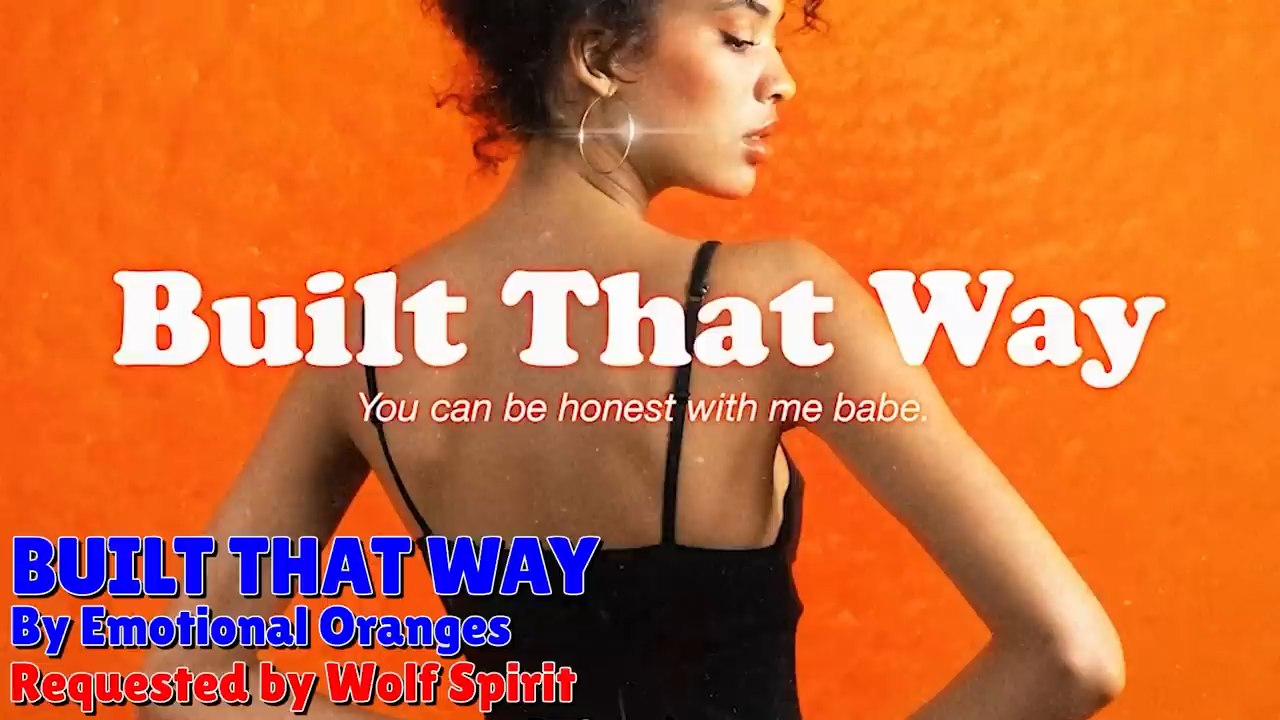 Built That Way
You can be honest with me babe.
BUILT THAT WAY
By Emotional Oranges
Requested by Wolf Spirit